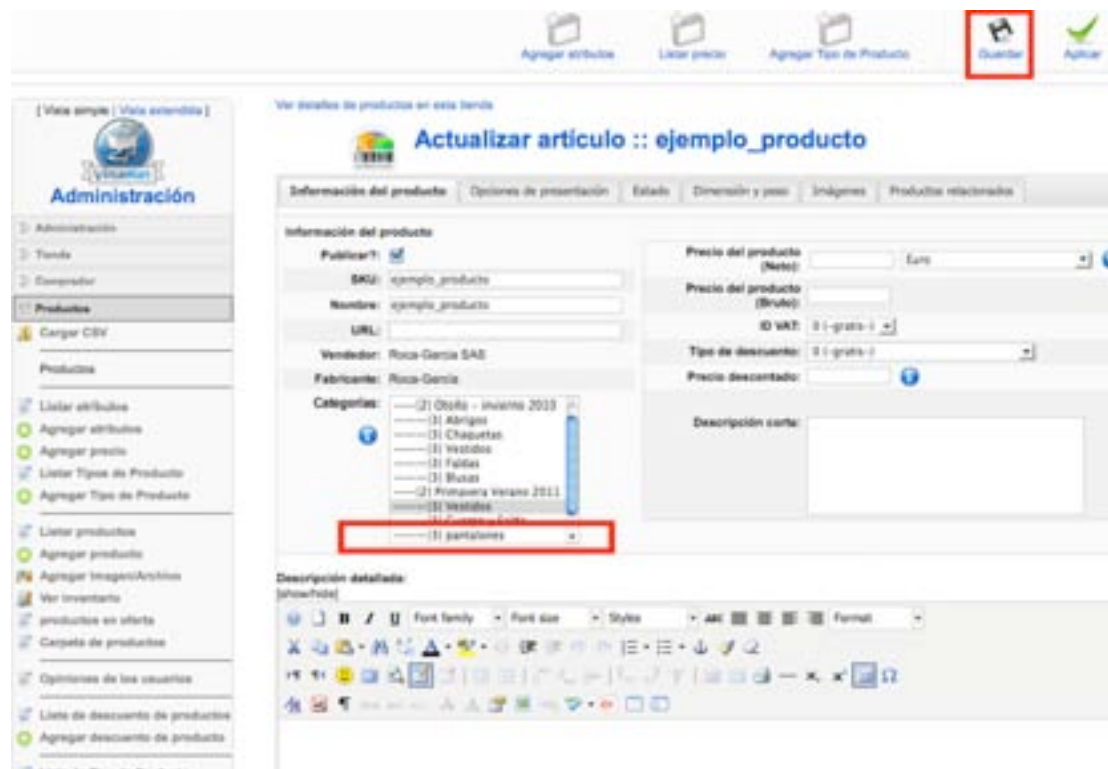 Agregar atributos
Listar precio
Agregar Tipo de Producto
Guardar
Aplicar
[ Vista simple | Vista extendida ]
Ver detalles de productos en esta tienda
Actualizar artículo :: ejemplo_producto
Administración
Información del producto
Opciones de presentación
Estado
Dimensión y peso
Imágenes
Productos relacionados
Administración
Tienda
Comprador
Productos
Cargar CSV
Productos
Listar atributos
Agregar atributos
Agregar precio
Listar Tipos de Producto
Agregar Tipo de Producto
Listar productos
Agregar producto
Agregar Imagen/Archivo
Ver inventario
productos en oferta
Carpeta de productos
Opiniones de los usuarios
Lista de descuento de productos
Agregar descuento de producto
Información del producto
Publicar?:
SKU: ejemplo_producto
Nombre: ejemplo_producto
URL:
Vendedor: Roca-Garcia SAS
Fabricante: Roca-Garcia
Categorías:
-----(2) Otoño - invierno 2010
-------(3) Abrigos
-------(3) Chaquetas
-------(3) Vestidos
-------(3) Faldas
-------(3) Blusas
-----(2) Primavera Verano 2011
-------(3) Vestidos
-------(3) pantalones
Precio del producto (Neto):
Euro
Precio del producto (Bruto):
ID VAT: 0 (-gratis-)
Tipo de descuento: 0 (-gratis-)
Precio descontado:
Descripción corta:
Descripción detallada:
[show/hide]
B I U Font family Font size Styles ABC Format